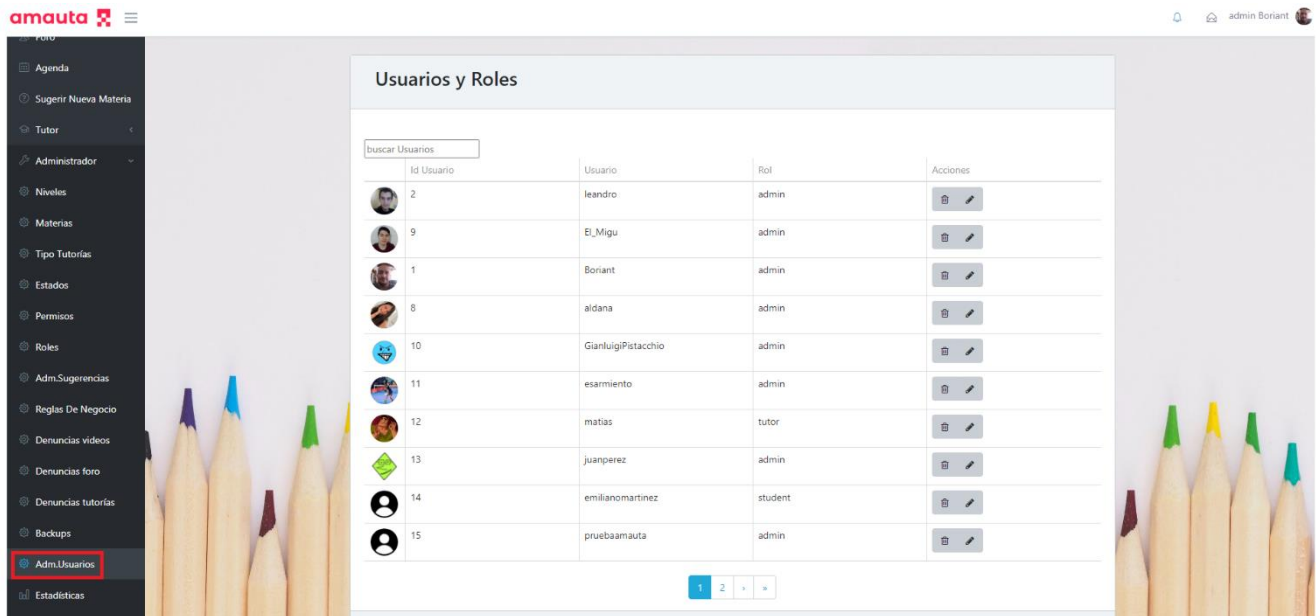 amauta
admin Boriant
Foro
Agenda
Sugerir Nueva Materia
Tutor
Administrador
Niveles
Materias
Tipo Tutorías
Estados
Permisos
Roles
Adm.Sugerencias
Reglas De Negocio
Denuncias videos
Denuncias foro
Denuncias tutorías
Backups
Adm.Usuarios
Estadísticas
Usuarios y Roles
buscar Usuarios
Id Usuario Usuario Rol Acciones
2 leandro admin
9 El_Migu admin
1 Boriant admin
8 aldana admin
10 GianluigiPistacchio admin
11 esarmiento admin
12 matias tutor
13 juanperez admin
14 emilianomartinez student
15 pruebaamauta admin
1 2 › »